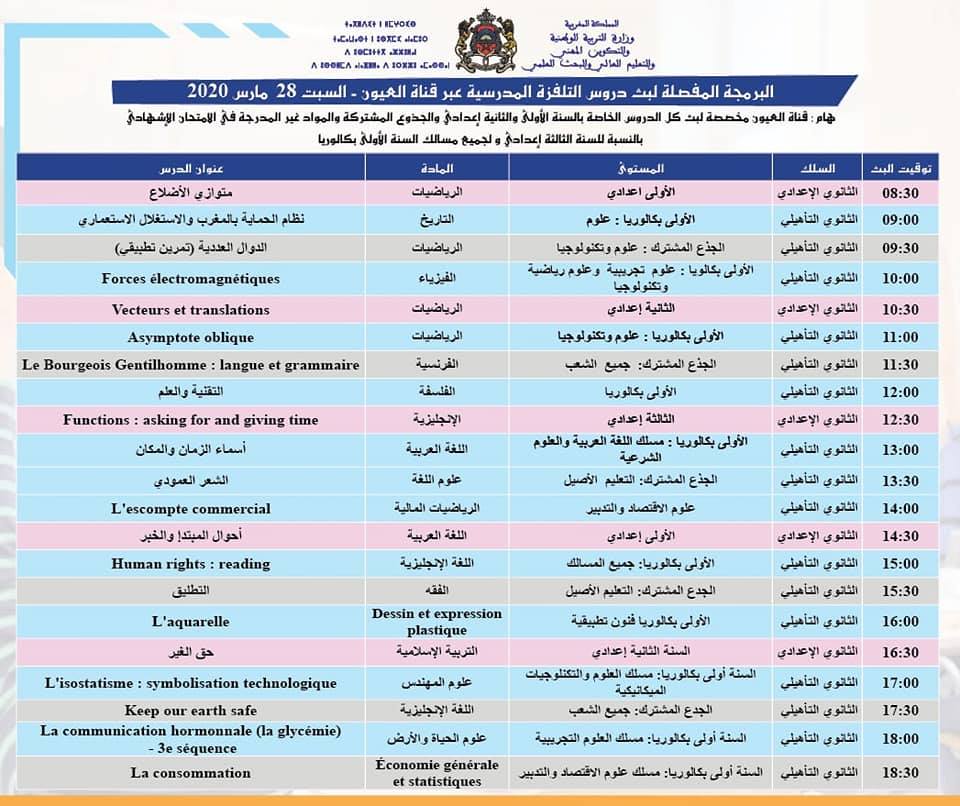 المملكة المغربية
وزارة التربية الوطنية
والتكوين المهني
والتعليم العالي والبحث العلمي
ⵜⴰⴳⵍⴷⵉⵜ ⵏ ⵍⵎⵖⵔⵉⴱ
البرمجة المفصلة لبث دروس التلفزة المدرسية عبر قناة العيون - السبت 28 مارس 2020
هام: قناة العيون مخصصة لبث كل الدروس الخاصة بالسنة الأولى والثانية إعدادي والجذوع المشتركة والمواد غير المدرجة في الامتحان الإشهادي
بالنسبة للسنة الثالثة إعدادي و لجميع مسالك السنة الأولى بكالوريا
توقيت البث السلك المستوى المادة عنوان الدرس
08:30 الثانوي الإعدادي الأولى اعدادي الرياضيات متوازي الأضلاع
09:00 الثانوي التأهيلي الأولى بكالوريا : علوم التاريخ نظام الحماية بالمغرب والاستغلال الاستعماري
09:30 الثانوي التأهيلي الجذع المشترك : علوم وتكنولوجيا الرياضيات الدوال العددية (تمرين تطبيقي)
10:00 الثانوي التأهيلي الأولى بكالويا : علوم تجريبية وعلوم رياضية
وتكنولوجيا الفيزياء Forces électromagnétiques
10:30 الثانوي الإعدادي الثانية إعدادي الرياضيات Vecteurs et translations
11:00 الثانوي التأهيلي الأولى بكالوريا : علوم وتكنولوجيا الرياضيات Asymptote oblique
11:30 الثانوي التأهيلي الجذع المشترك: جميع الشعب الفرنسية Le Bourgeois Gentilhomme : langue et grammaire
12:00 الثانوي التأهيلي الأولى بكالوريا الفلسفة التقنية والعلم
12:30 الثانوي الإعدادي الثالثة إعدادي الإنجليزية Functions : asking for and giving time
13:00 الثانوي التأهيلي الأولى بكالوريا : مسلك اللغة العربية والعلوم
الشرعية اللغة العربية أسماء الزمان والمكان
13:30 الثانوي التأهيلي الجذع المشترك: التعليم الأصيل علوم اللغة الشعر العمودي
14:00 الثانوي التأهيلي علوم الاقتصاد والتدبير الرياضيات المالية L'escompte commercial
14:30 الثانوي الإعدادي الأولى إعدادي اللغة العربية أحوال المبتدإ والخبر
15:00 الثانوي التأهيلي الأولى بكالوريا: جميع المسالك اللغة الإنجليزية Human rights : reading
15:30 الثانوي التأهيلي الجدع المشترك: التعليم الأصيل الفقه التطليق
16:00 الثانوي التأهيلي الأولى بكالوريا فنون تطبيقية Dessin et expression
plastique L'aquarelle
16:30 الثانوي الإعدادي السنة الثانية إعدادي التربية الإسلامية حق الغير
17:00 الثانوي التأهيلي السنة أولى بكالوريا: مسلك العلوم والتكنلوجيات
الميكانيكية علوم المهندس L'isostatisme : symbolisation technologique
17:30 الثانوي التأهيلي الجدع المشترك: جميع الشعب اللغة الإنجليزية Keep our earth safe
18:00 الثانوي التأهيلي السنة أولى بكالوريا: مسلك العلوم التجريبية علوم الحياة والأرض La communication hormonnale (la glycémie)
- 3e séquence
18:30 الثانوي التأهيلي السنة أولى بكالوريا: مسلك علوم الاقتصاد والتدبير Économie générale
et statistiques La consommation